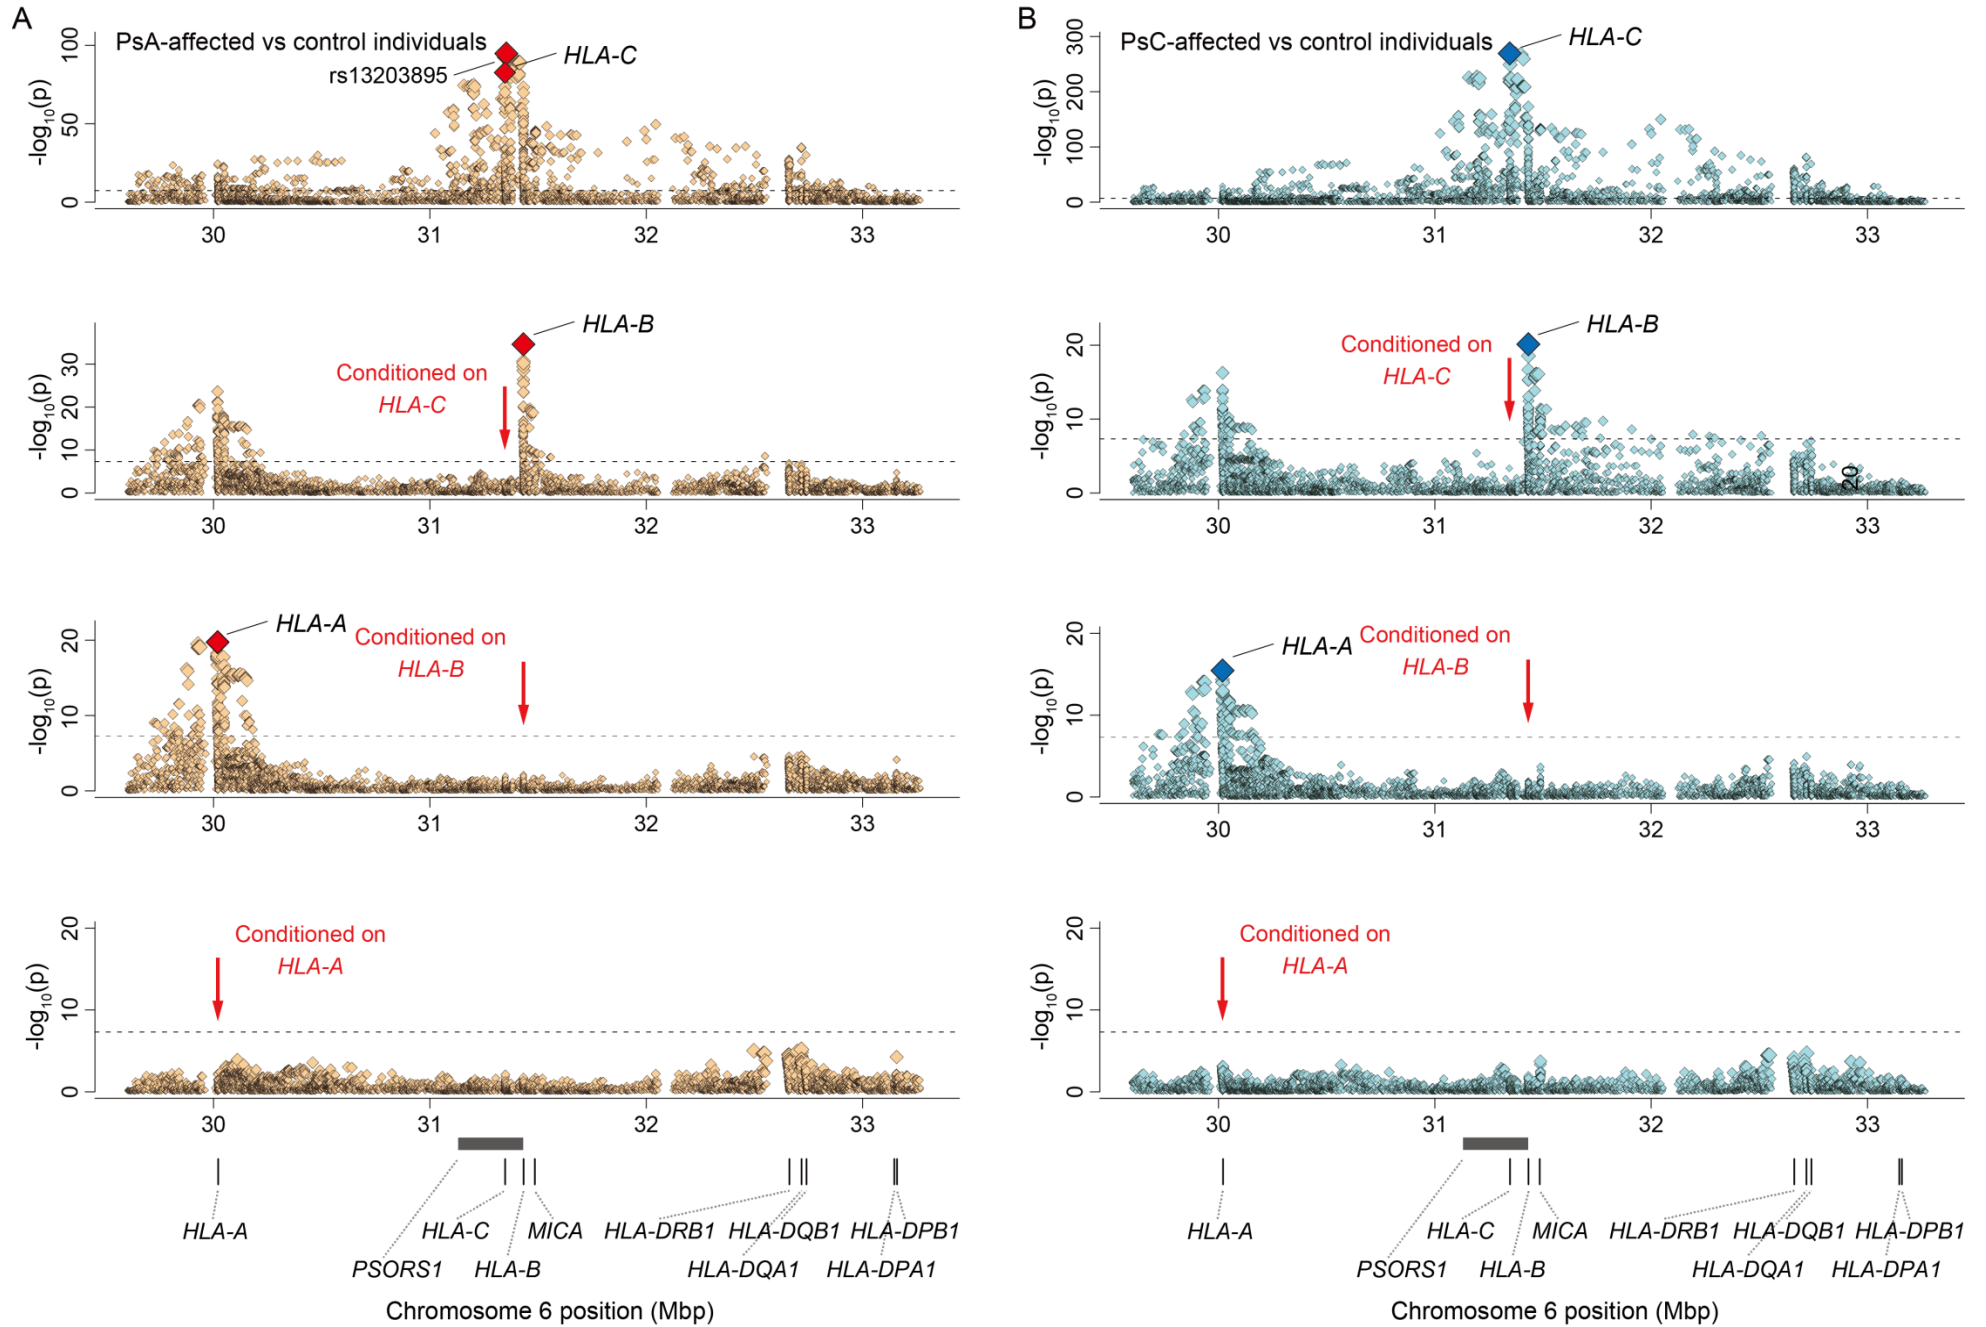 A
PsA-affected vs control individuals
HLA-C
rs13203895
-log10(p)
100
50
0
30 31 32 33
HLA-B
Conditioned on
HLA-C
-log10(p)
30
20
10
0
30 31 32 33
HLA-A
Conditioned on
HLA-B
-log10(p)
20
10
0
30 31 32 33
Conditioned on
HLA-A
-log10(p)
20
10
0
30 31 32 33
HLA-A HLA-C MICA HLA-DRB1 HLA-DQB1 HLA-DPB1
PSORS1 HLA-B HLA-DQA1 HLA-DPA1
Chromosome 6 position (Mbp)
B
PsC-affected vs control individuals
HLA-C
-log10(p)
300
200
100
0
30 31 32 33
HLA-B
Conditioned on
HLA-C
-log10(p)
20
10
0
20
30 31 32 33
HLA-A
Conditioned on
HLA-B
-log10(p)
20
10
0
30 31 32 33
Conditioned on
HLA-A
-log10(p)
20
10
0
30 31 32 33
HLA-A HLA-C MICA HLA-DRB1 HLA-DQB1 HLA-DPB1
PSORS1 HLA-B HLA-DQA1 HLA-DPA1
Chromosome 6 position (Mbp)